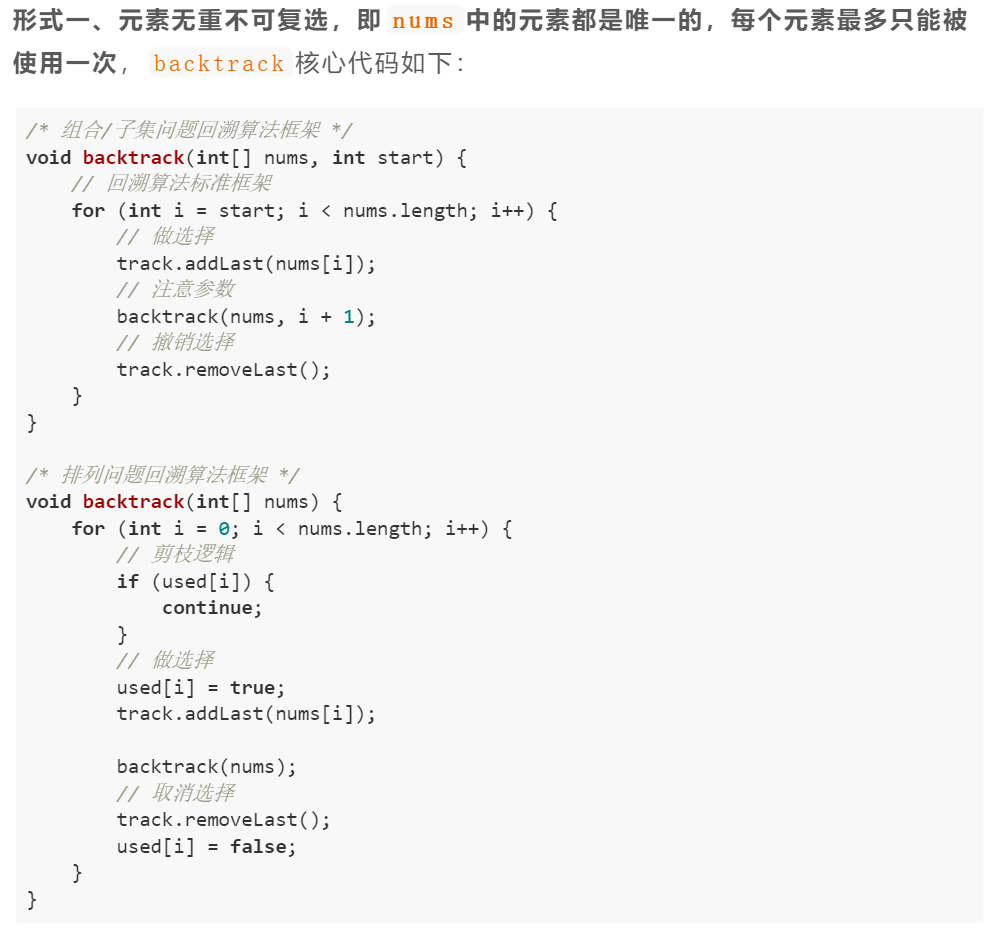 形式一、元素无重不可复选，即 nums 中的元素都是唯一的，每个元素最多只能被
使用一次， backtrack 核心代码如下：
/* 组合/子集问题回溯算法框架 */
void backtrack(int[] nums, int start) {
    // 回溯算法标准框架
    for (int i = start; i < nums.length; i++) {
        // 做选择
        track.addLast(nums[i]);
        // 注意参数
        backtrack(nums, i + 1);
        // 撤销选择
        track.removeLast();
    }
}
/* 排列问题回溯算法框架 */
void backtrack(int[] nums) {
    for (int i = 0; i < nums.length; i++) {
        // 剪枝逻辑
        if (used[i]) {
            continue;
        }
        // 做选择
        used[i] = true;
        track.addLast(nums[i]);
        backtrack(nums);
        // 取消选择
        track.removeLast();
        used[i] = false;
    }
}